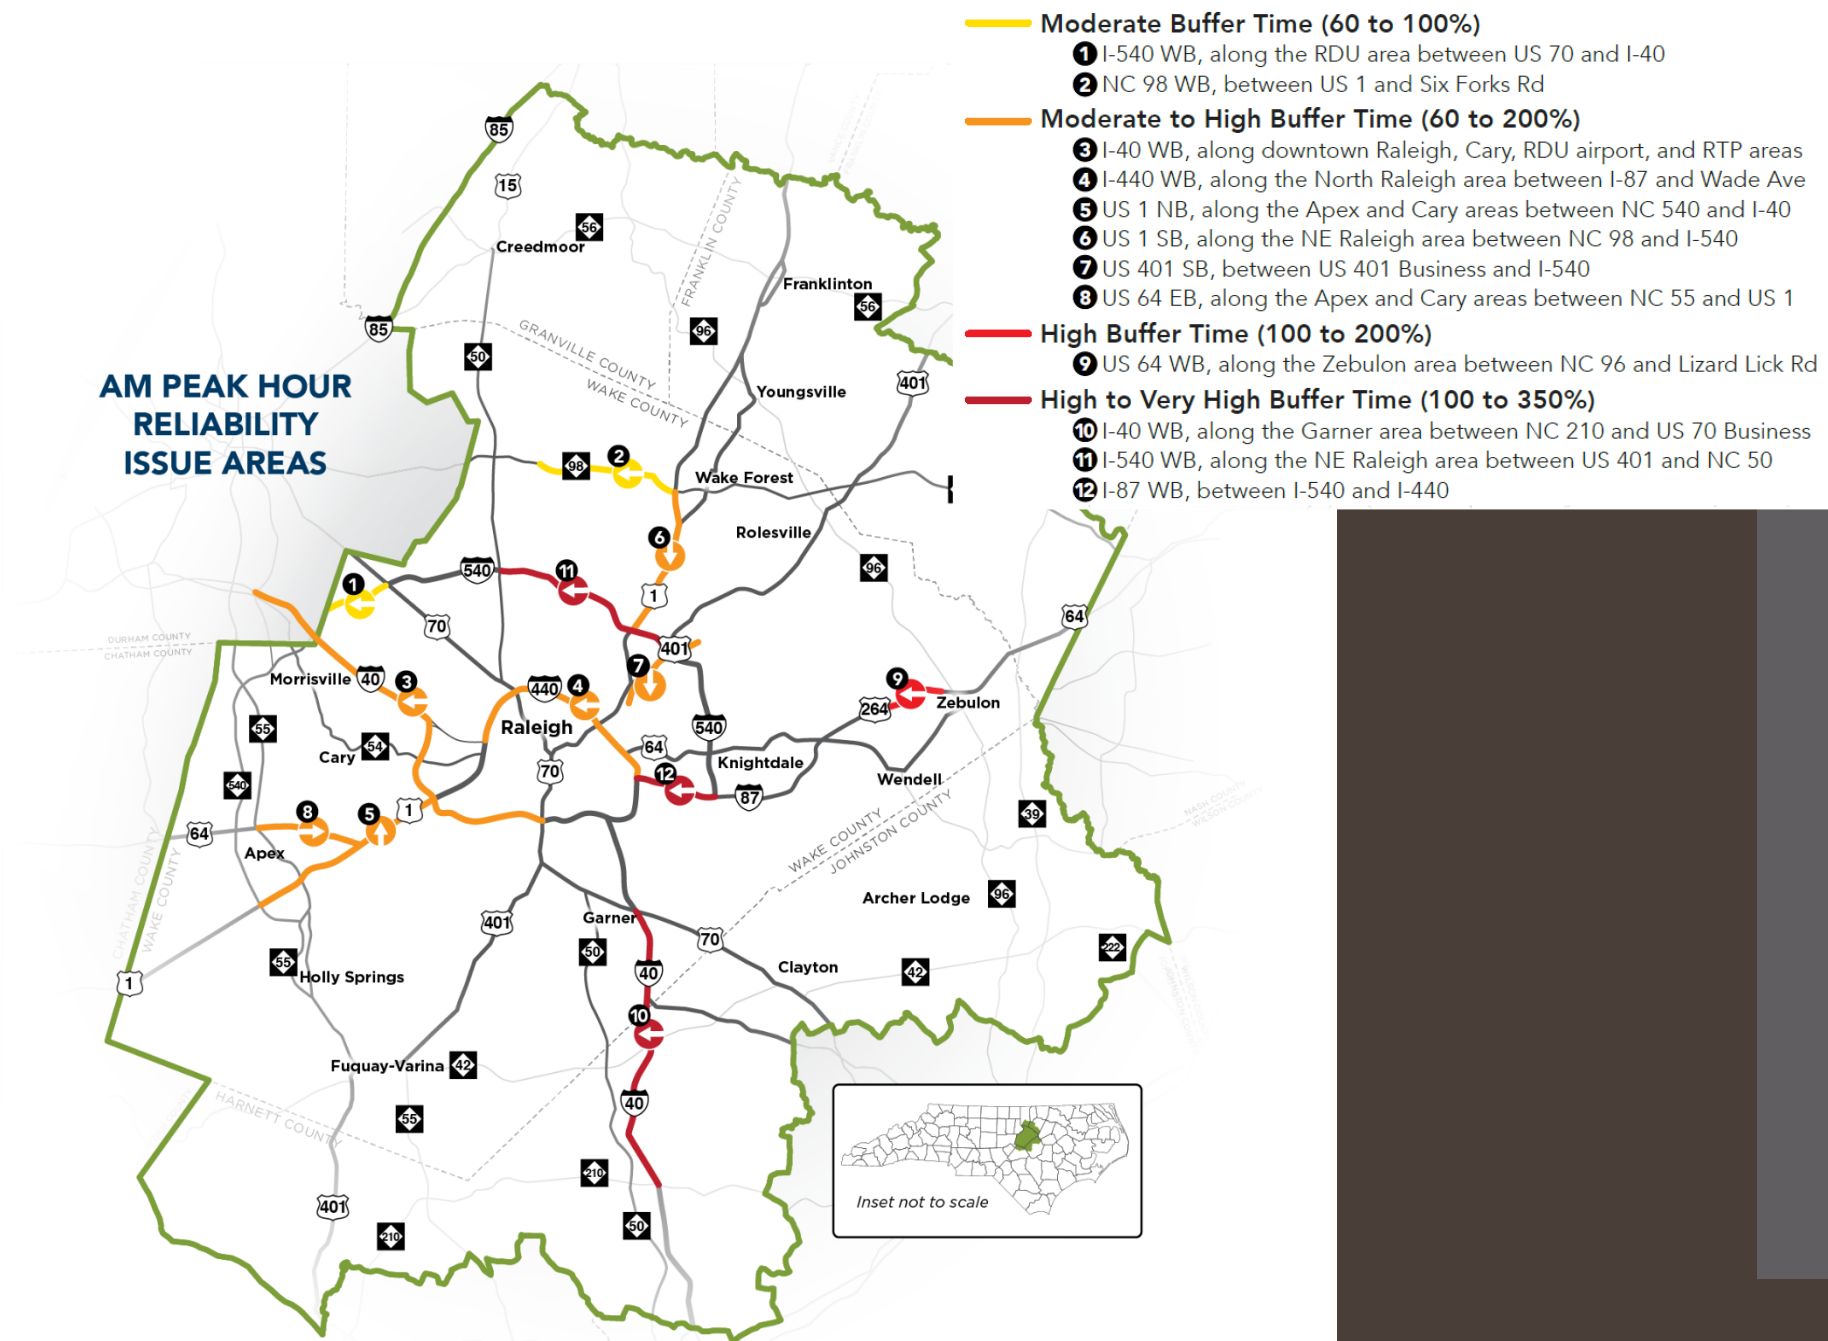 Moderate Buffer Time (60 to 100%)
1 I-540 WB, along the RDU area between US 70 and I-40
2 NC 98 WB, between US 1 and Six Forks Rd
Moderate to High Buffer Time (60 to 200%)
3 I-40 WB, along downtown Raleigh, Cary, RDU airport, and RTP areas
4 I-440 WB, along the North Raleigh area between I-87 and Wade Ave
5 US 1 NB, along the Apex and Cary areas between NC 540 and I-40
6 US 1 SB, along the NE Raleigh area between NC 98 and I-540
7 US 401 SB, between US 401 Business and I-540
8 US 64 EB, along the Apex and Cary areas between NC 55 and US 1
High Buffer Time (100 to 200%)
9 US 64 WB, along the Zebulon area between NC 96 and Lizard Lick Rd
High to Very High Buffer Time (100 to 350%)
10 I-40 WB, along the Garner area between NC 210 and US 70 Business
11 I-540 WB, along the NE Raleigh area between US 401 and NC 50
12 I-87 WB, between I-540 and I-440
AM PEAK HOUR
RELIABILITY
ISSUE AREAS
85
15
56
Creedmoor
FRANKLIN COUNTY
Franklinton
56
85
GRANVILLE COUNTY
WAKE COUNTY
96
50
401
Youngsville
98
2
Wake Forest
Rolesville
6
96
540
11
1
1
64
70
DURHAM COUNTY
CHATHAM COUNTY
401
7
Morrisville
40
3
440
4
9
264
Zebulon
55
Raleigh
540
Cary
54
64
Knightdale
70
12
Wendell
540
87
8
5
1
39
NASH COUNTY
WILSON COUNTY
64
Apex
WAKE COUNTY
JOHNSTON COUNTY
CHATHAM COUNTY
WAKE COUNTY
Archer Lodge
96
401
Garner
70
222
50
55
Holly Springs
40
Clayton
42
1
10
Fuquay-Varina
42
40
HARNETT COUNTY
55
210
401
50
210
Inset not to scale